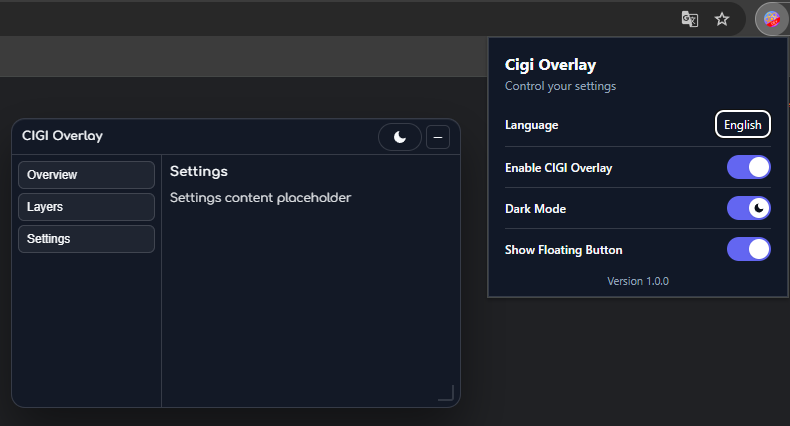 CIGI Overlay
Overview
Layers
Settings
Settings
Settings content placeholder
Cigi Overlay
Control your settings
Language
English
Enable CIGI Overlay
Dark Mode
Show Floating Button
Version 1.0.0